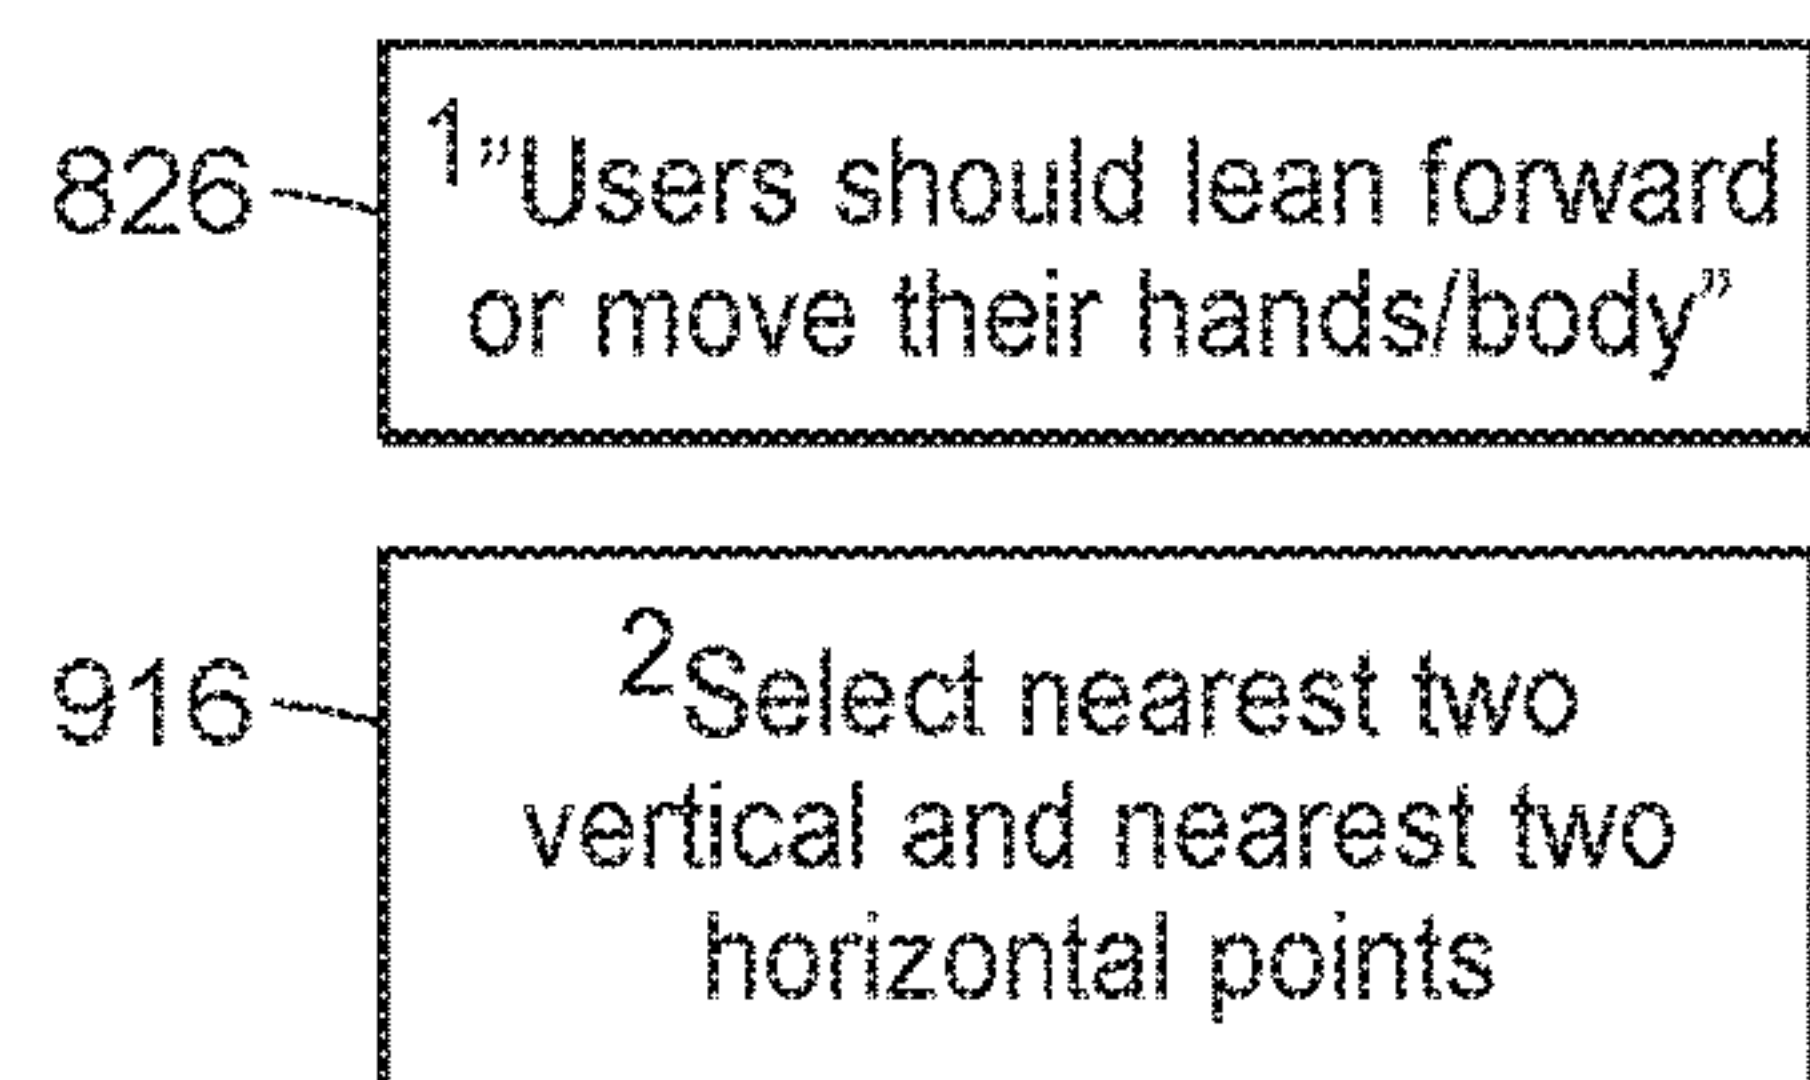 826
¹”Users should lean forward
or move their hands/body”
916
²Select nearest two
vertical and nearest two
horizontal points